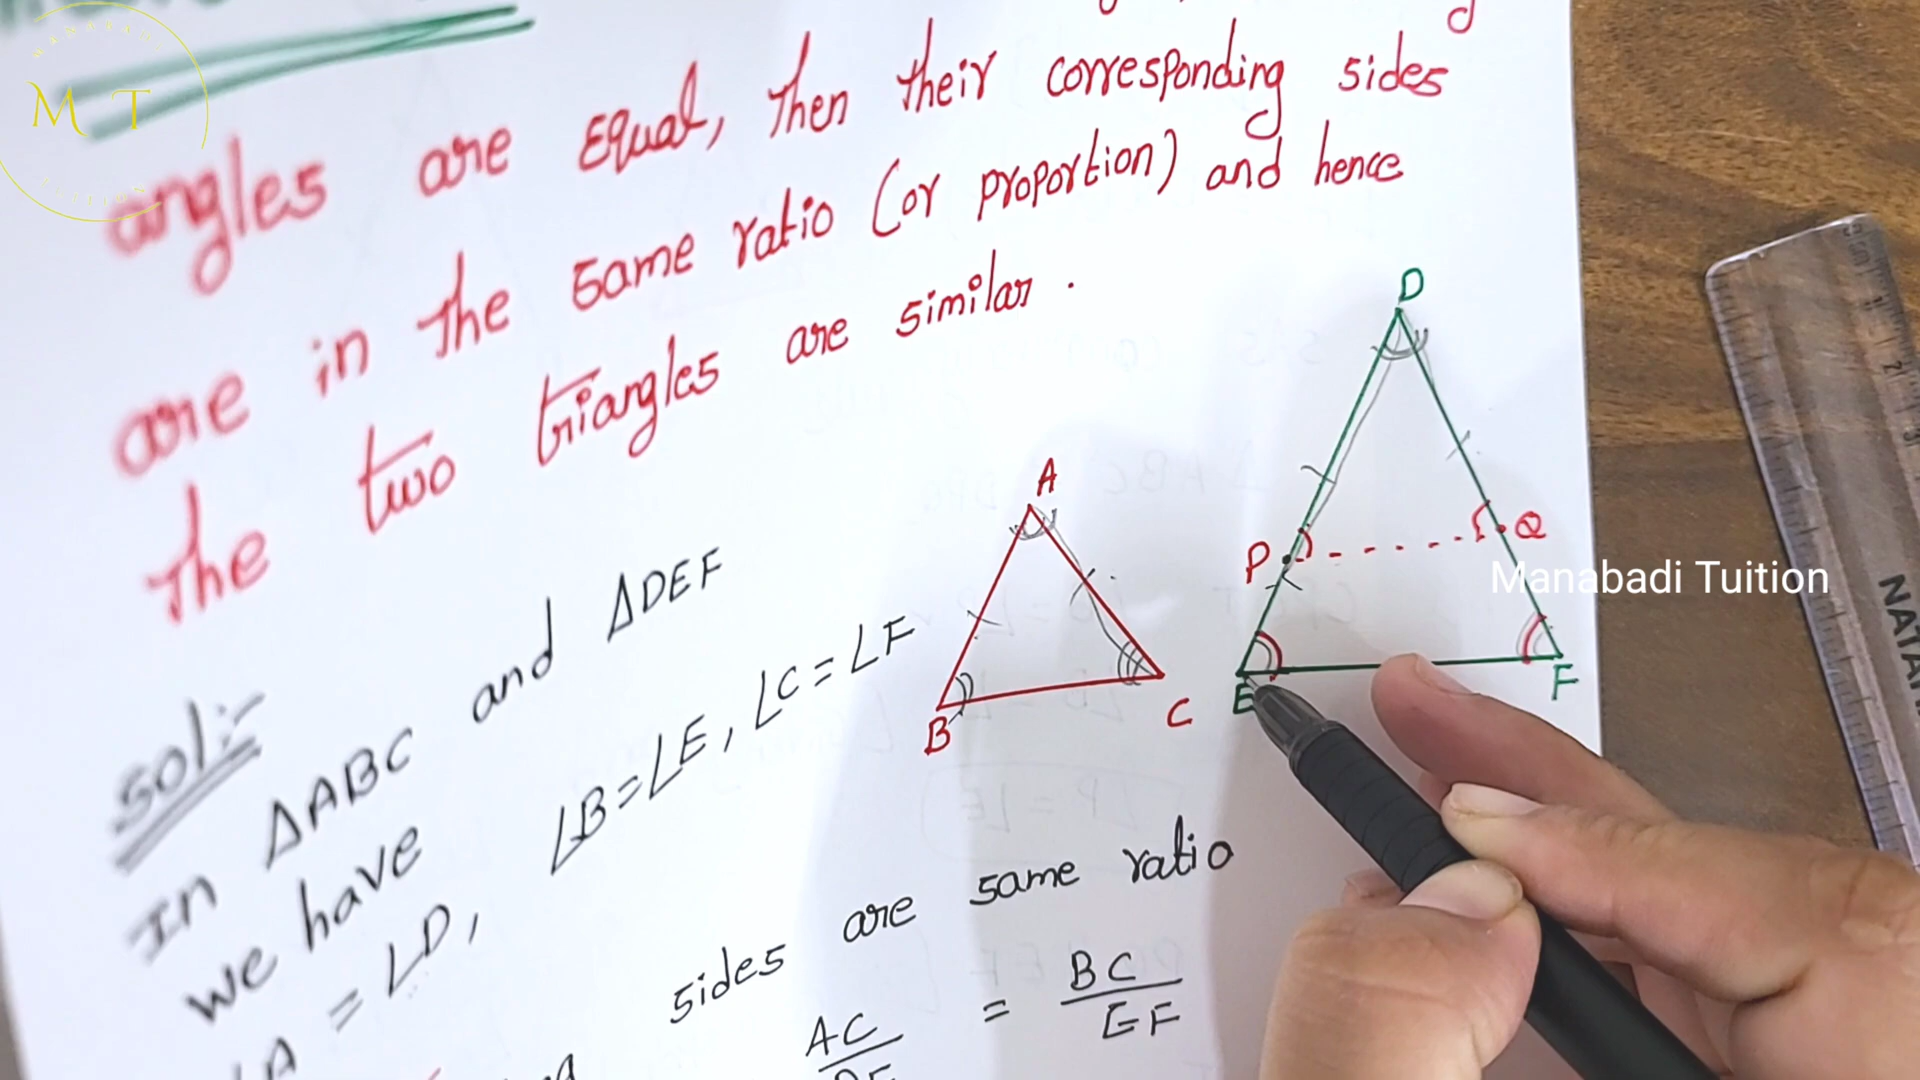 M T
angles are equal, then their corresponding sides
are in the same ratio (or proportion) and hence
the two triangles are similar.
D
A
P Q
Manabadi Tuition
B C E F
Sol:-
In ΔABC and ΔDEF
we have
∠A = ∠D, ∠B = ∠E, ∠C = ∠F
sides are same ratio
AC = BC
EF
NATA